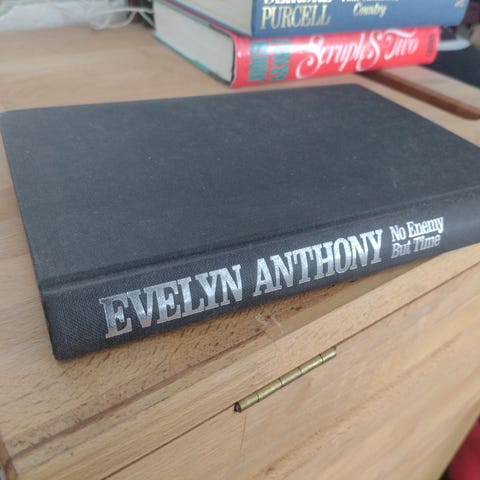 PURCELL
Country
Scruples Two
EVELYN ANTHONY
No Enemy
But Time